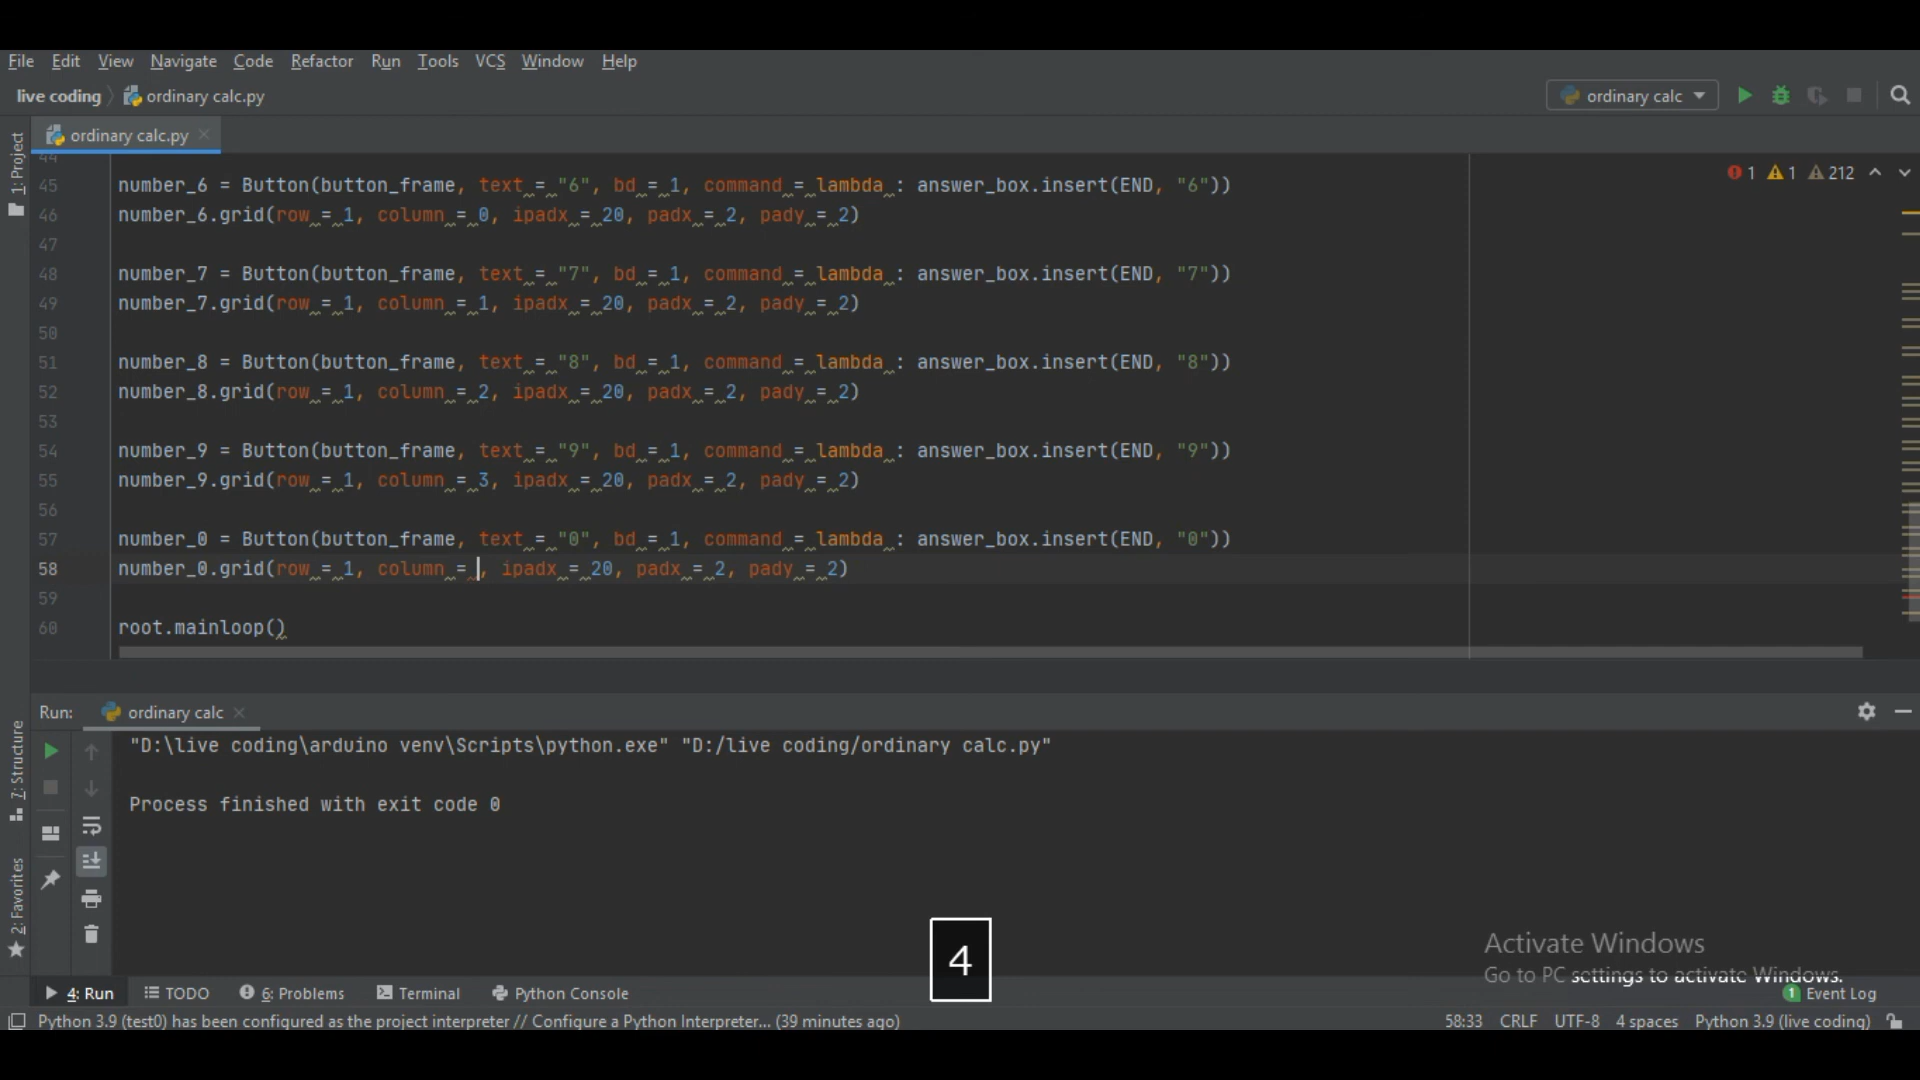 File Edit View Navigate Code Refactor Run Tools VCS Window Help
live coding ordinary calc.py ordinary calc
1: Project
ordinary calc.py
44
1 1 212
45 number_6 = Button(button_frame, text = "6", bd = 1, command = lambda : answer_box.insert(END, "6"))
46 number_6.grid(row = 1, column = 0, ipadx = 20, padx = 2, pady = 2)
47
48 number_7 = Button(button_frame, text = "7", bd = 1, command = lambda : answer_box.insert(END, "7"))
49 number_7.grid(row = 1, column = 1, ipadx = 20, padx = 2, pady = 2)
50
51 number_8 = Button(button_frame, text = "8", bd = 1, command = lambda : answer_box.insert(END, "8"))
52 number_8.grid(row = 1, column = 2, ipadx = 20, padx = 2, pady = 2)
53
54 number_9 = Button(button_frame, text = "9", bd = 1, command = lambda : answer_box.insert(END, "9"))
55 number_9.grid(row = 1, column = 3, ipadx = 20, padx = 2, pady = 2)
56
57 number_0 = Button(button_frame, text = "0", bd = 1, command = lambda : answer_box.insert(END, "0"))
58 number_0.grid(row = 1, column = , ipadx = 20, padx = 2, pady = 2)
59
60 root.mainloop()
Run: ordinary calc
7: Structure
2: Favorites
"D:\live coding\arduino venv\Scripts\python.exe" "D:/live coding/ordinary calc.py"
Process finished with exit code 0
4
Activate Windows
Go to PC settings to activate Windows.
4: Run TODO 6: Problems Terminal Python Console 1 Event Log
Python 3.9 (test0) has been configured as the project interpreter // Configure a Python Interpreter... (39 minutes ago) 58:33 CRLF UTF-8 4 spaces Python 3.9 (live coding)